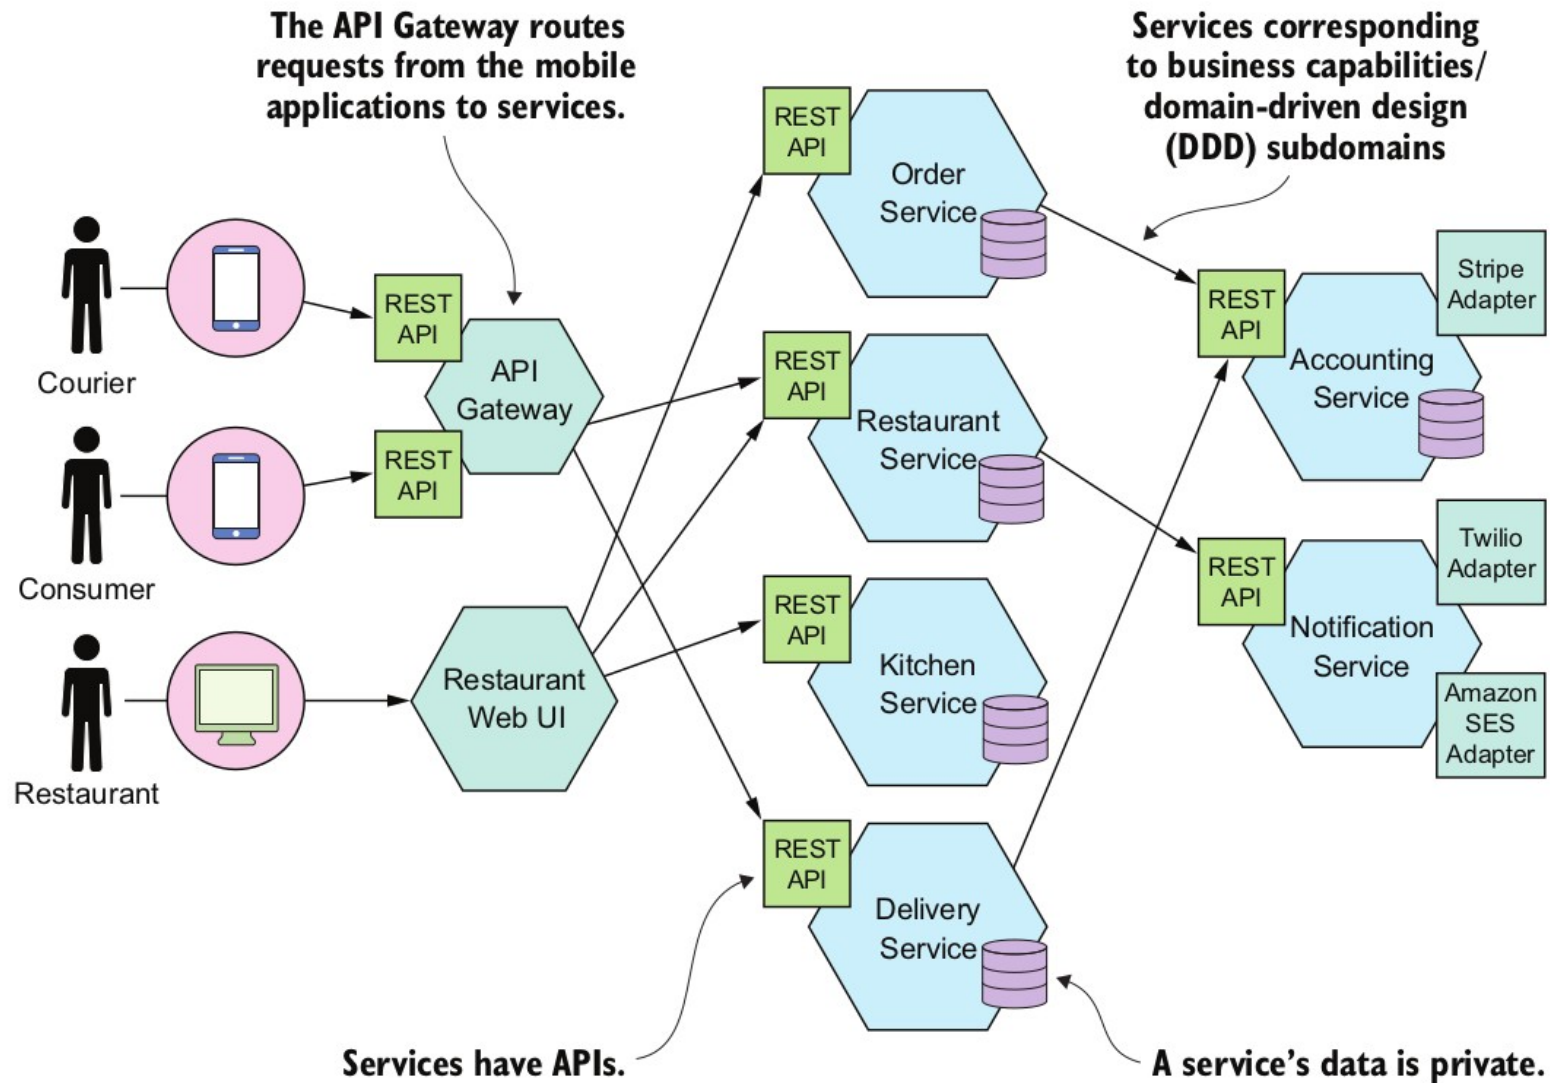 The API Gateway routes
requests from the mobile
applications to services.
Services corresponding
to business capabilities/
domain-driven design
(DDD) subdomains
REST
API
Order
Service
Courier
REST
API
API
Gateway
REST
API
Consumer
REST
API
Restaurant
Service
REST
API
Accounting
Service
Stripe
Adapter
Restaurant
Restaurant
Web UI
REST
API
Kitchen
Service
REST
API
Notification
Service
Twilio
Adapter
Amazon
SES
Adapter
REST
API
Delivery
Service
Services have APIs.
A service's data is private.